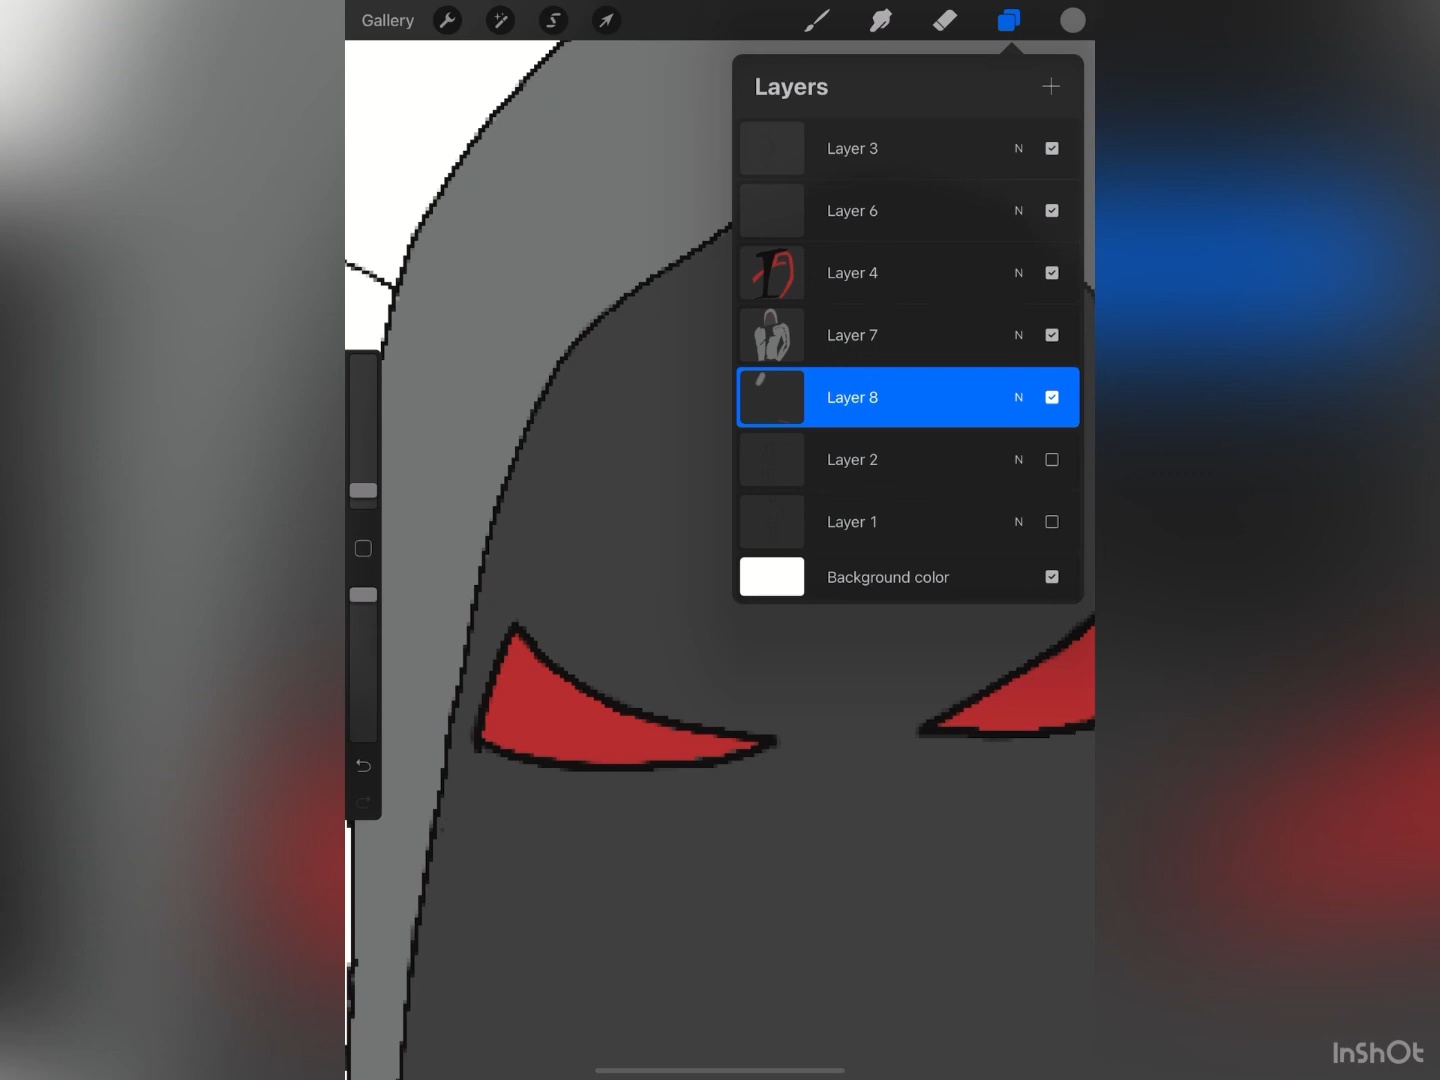 Gallery
Layers
Layer 3 N
Layer 6 N
Layer 4 N
Layer 7 N
Layer 8 N
Layer 2 N
Layer 1 N
Background color
InShOt